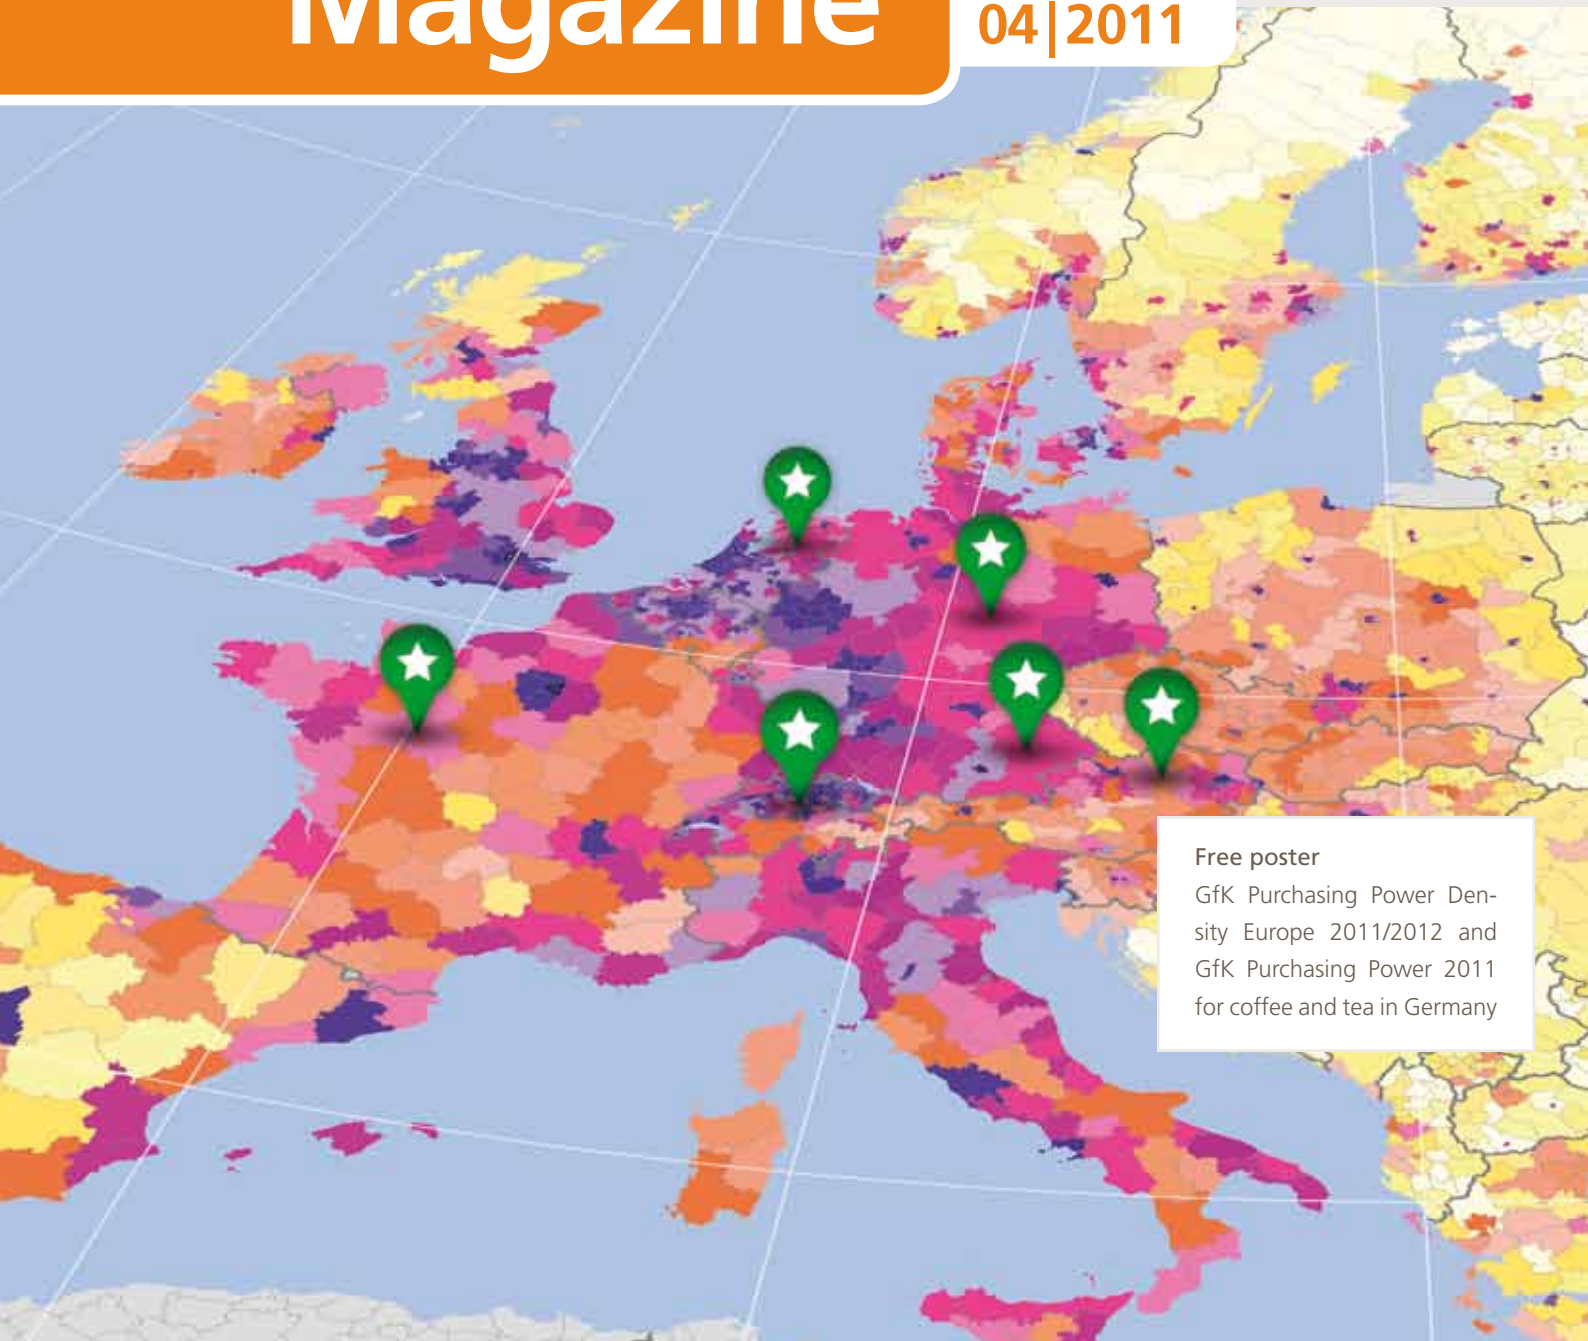 Magazine
04|2011
Free poster
GfK Purchasing Power Den-
sity Europe 2011/2012 and
GfK Purchasing Power 2011
for coffee and tea in Germany